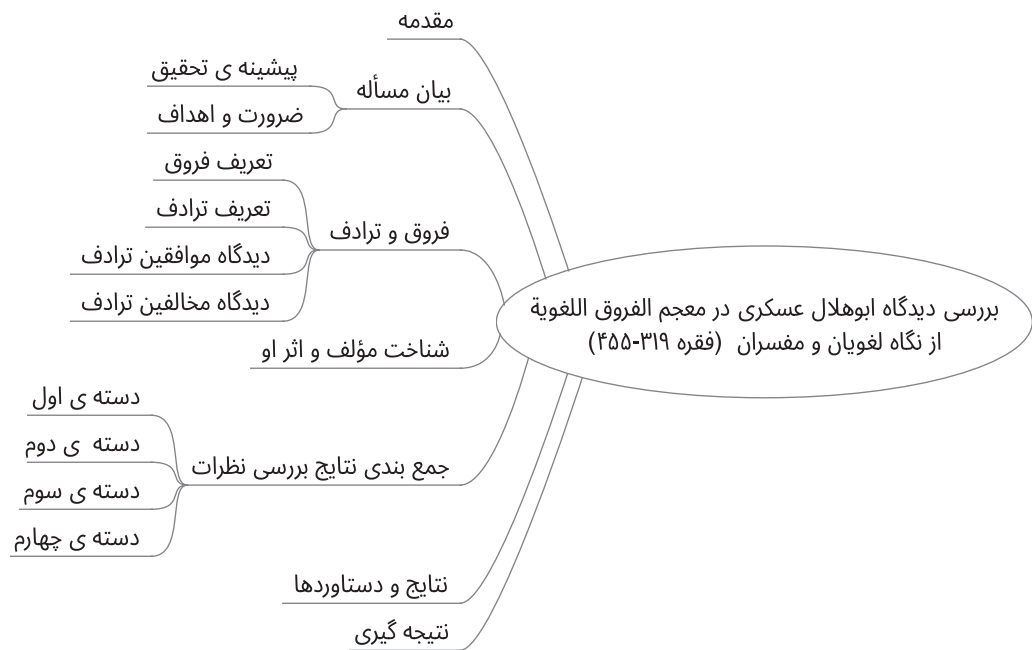 بررسی دیدگاه ابوهلال عسکری در معجم الفروق اللغویة
از نگاه لغویان و مفسران (فقره ۳۱۹-۴۵۵)
مقدمه
بیان مسأله
پیشینه ی تحقیق
ضرورت و اهداف
فروق و ترادف
تعریف فروق
تعریف ترادف
دیدگاه موافقین ترادف
دیدگاه مخالفین ترادف
شناخت مؤلف و اثر او
جمع بندی نتایج بررسی نظرات
دسته ی اول
دسته ی دوم
دسته ی سوم
دسته ی چهارم
نتایج و دستاوردها
نتیجه گیری